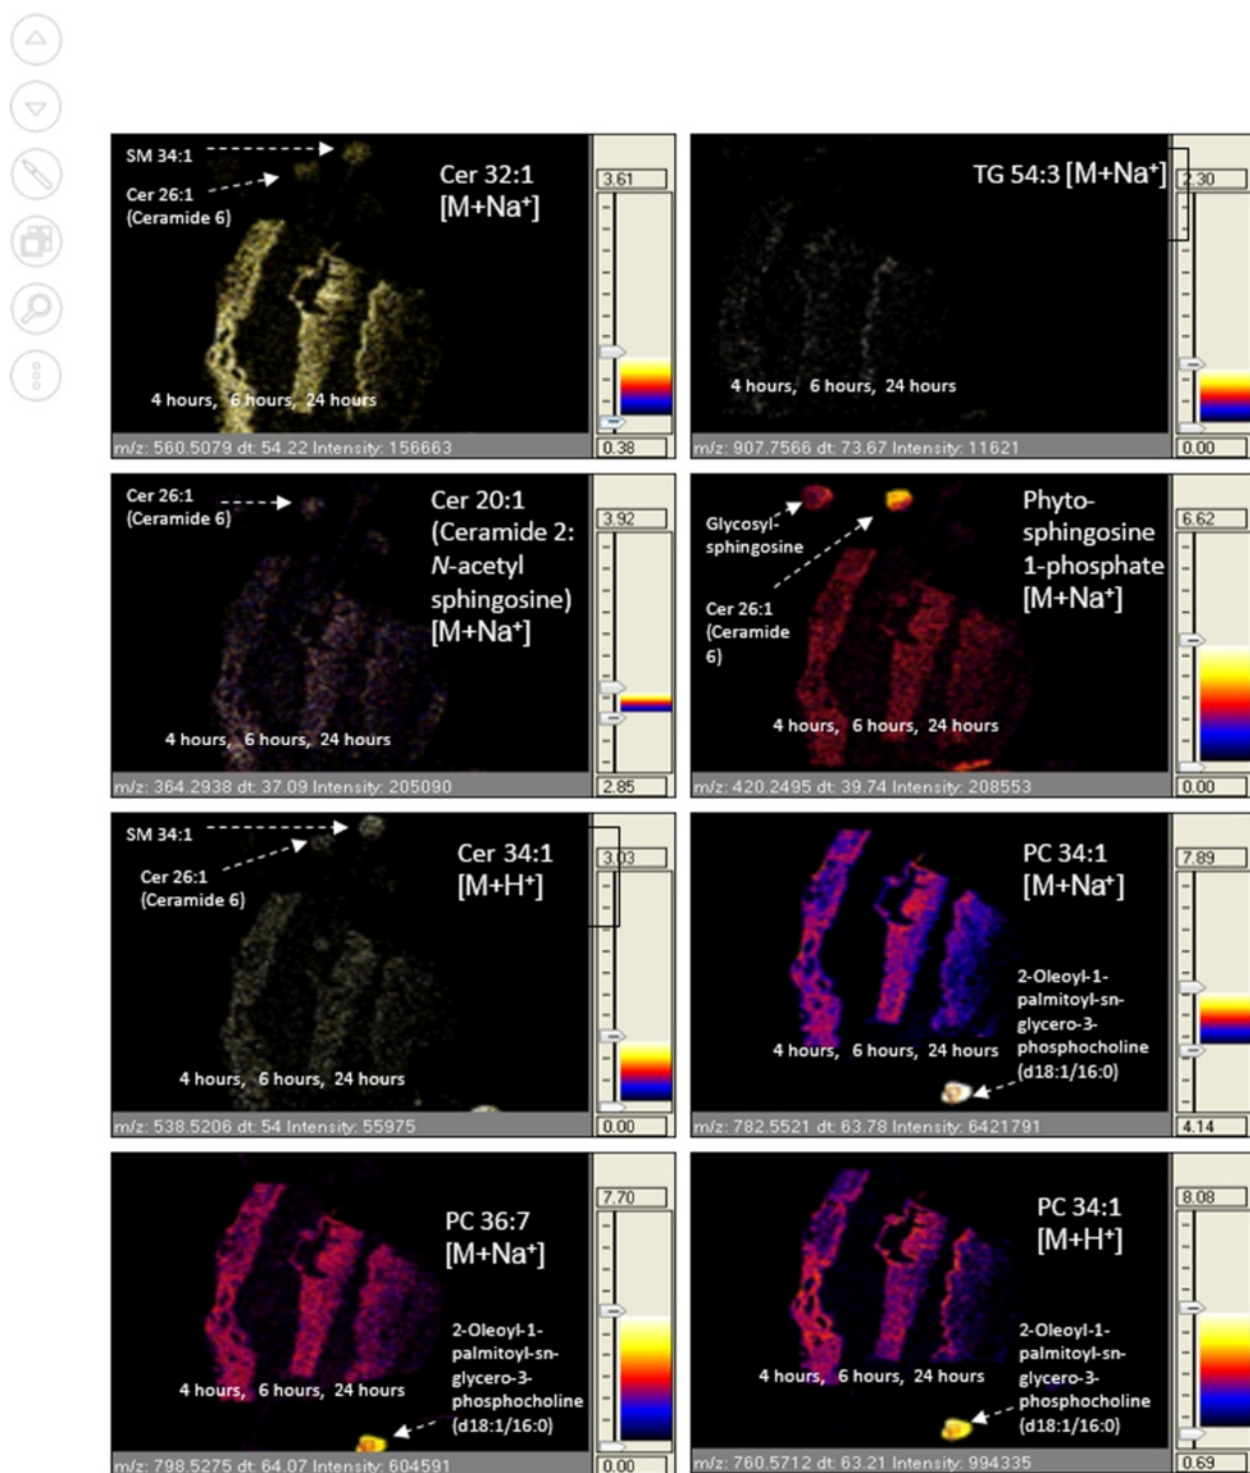 SM 34:1
Cer 26:1
(Ceramide 6)
Cer 32:1
[M+Na⁺]
3.61
4 hours, 6 hours, 24 hours
m/z: 560.5079 dt: 54.22 Intensity: 156663
0.38
TG 54:3 [M+Na⁺]
2.30
4 hours, 6 hours, 24 hours
m/z: 907.7566 dt: 73.67 Intensity: 11621
0.00
Cer 26:1
(Ceramide 6)
Cer 20:1
(Ceramide 2:
N-acetyl
sphingosine)
[M+Na⁺]
3.92
4 hours, 6 hours, 24 hours
m/z: 364.2938 dt: 37.09 Intensity: 205090
2.85
Glycosyl-
sphingosine
Cer 26:1
(Ceramide
6)
Phyto-
sphingosine
1-phosphate
[M+Na⁺]
6.62
4 hours, 6 hours, 24 hours
m/z: 420.2495 dt: 39.74 Intensity: 208553
0.00
SM 34:1
Cer 26:1
(Ceramide 6)
Cer 34:1
[M+H⁺]
3.03
4 hours, 6 hours, 24 hours
m/z: 538.5206 dt: 54 Intensity: 55975
0.00
PC 34:1
[M+Na⁺]
7.89
2-Oleoyl-1-
palmitoyl-sn-
glycero-3-
phosphocholine
(d18:1/16:0)
4 hours, 6 hours, 24 hours
m/z: 782.5521 dt: 63.78 Intensity: 6421791
4.14
PC 36:7
[M+Na⁺]
7.70
2-Oleoyl-1-
palmitoyl-sn-
glycero-3-
phosphocholine
(d18:1/16:0)
4 hours, 6 hours, 24 hours
m/z: 798.5275 dt: 64.07 Intensity: 604591
0.00
PC 34:1
[M+H⁺]
8.08
2-Oleoyl-1-
palmitoyl-sn-
glycero-3-
phosphocholine
(d18:1/16:0)
4 hours, 6 hours, 24 hours
m/z: 760.5712 dt: 63.21 Intensity: 994335
0.69